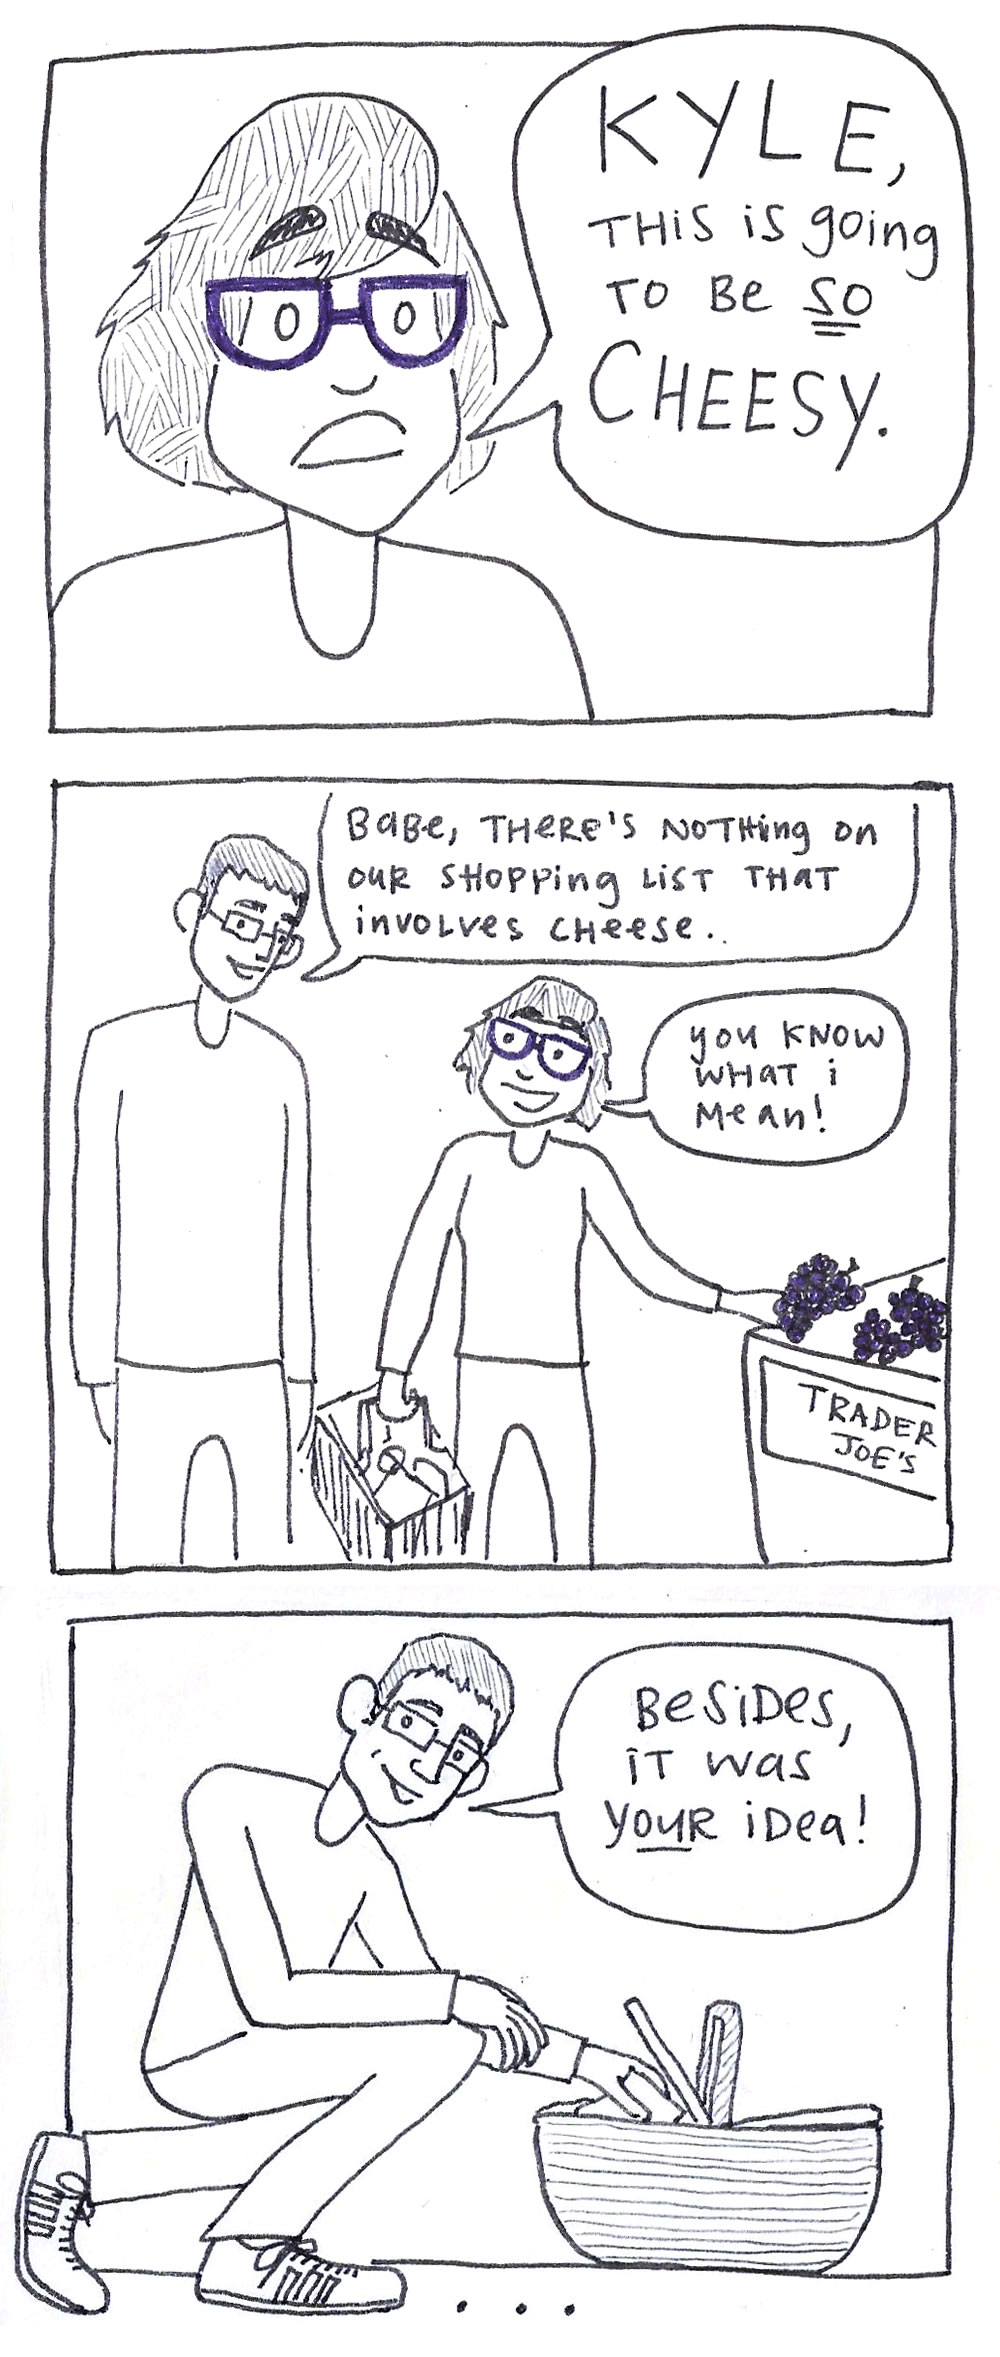 KYLE,
THiS iS going
TO Be SO
CHEESY.
BaBe, THeRe'S NOTHing On
OUR SHOPPing LiST THaT
inVOLVeS CHeese..
YOU KNOW
WHaT i
Mean!
TRADER
JOE'S
BeSiDeS,
iT was
YOUR iDea!
...